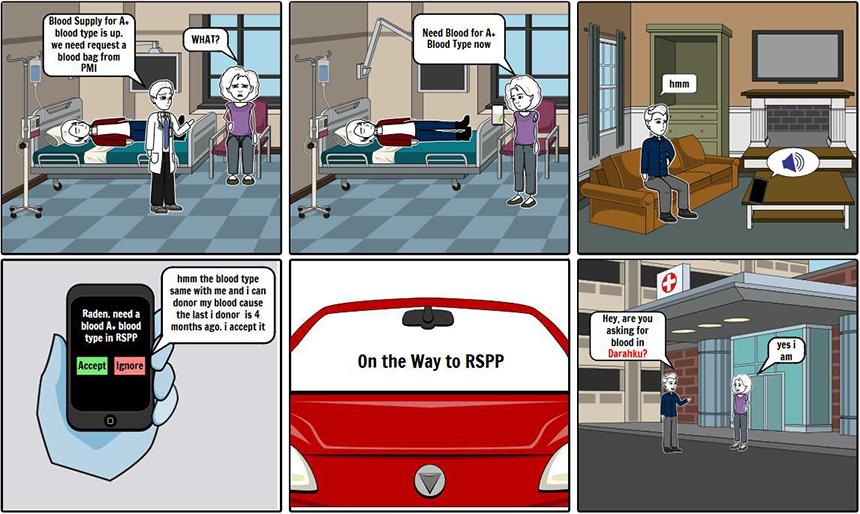 Blood Supply for A+
blood type is up.
we need request a
blood bag from
PMI
WHAT?
Need Blood for A+
Blood Type now
hmm
Raden. need a
blood A+ blood
type in RSPP
Accept
Ignore
hmm the blood type
same with me and i can
donor my blood cause
the last i donor is 4
months ago. i accept it
On the Way to RSPP
Hey, are you
asking for
blood in
Darahku?
yes i
am